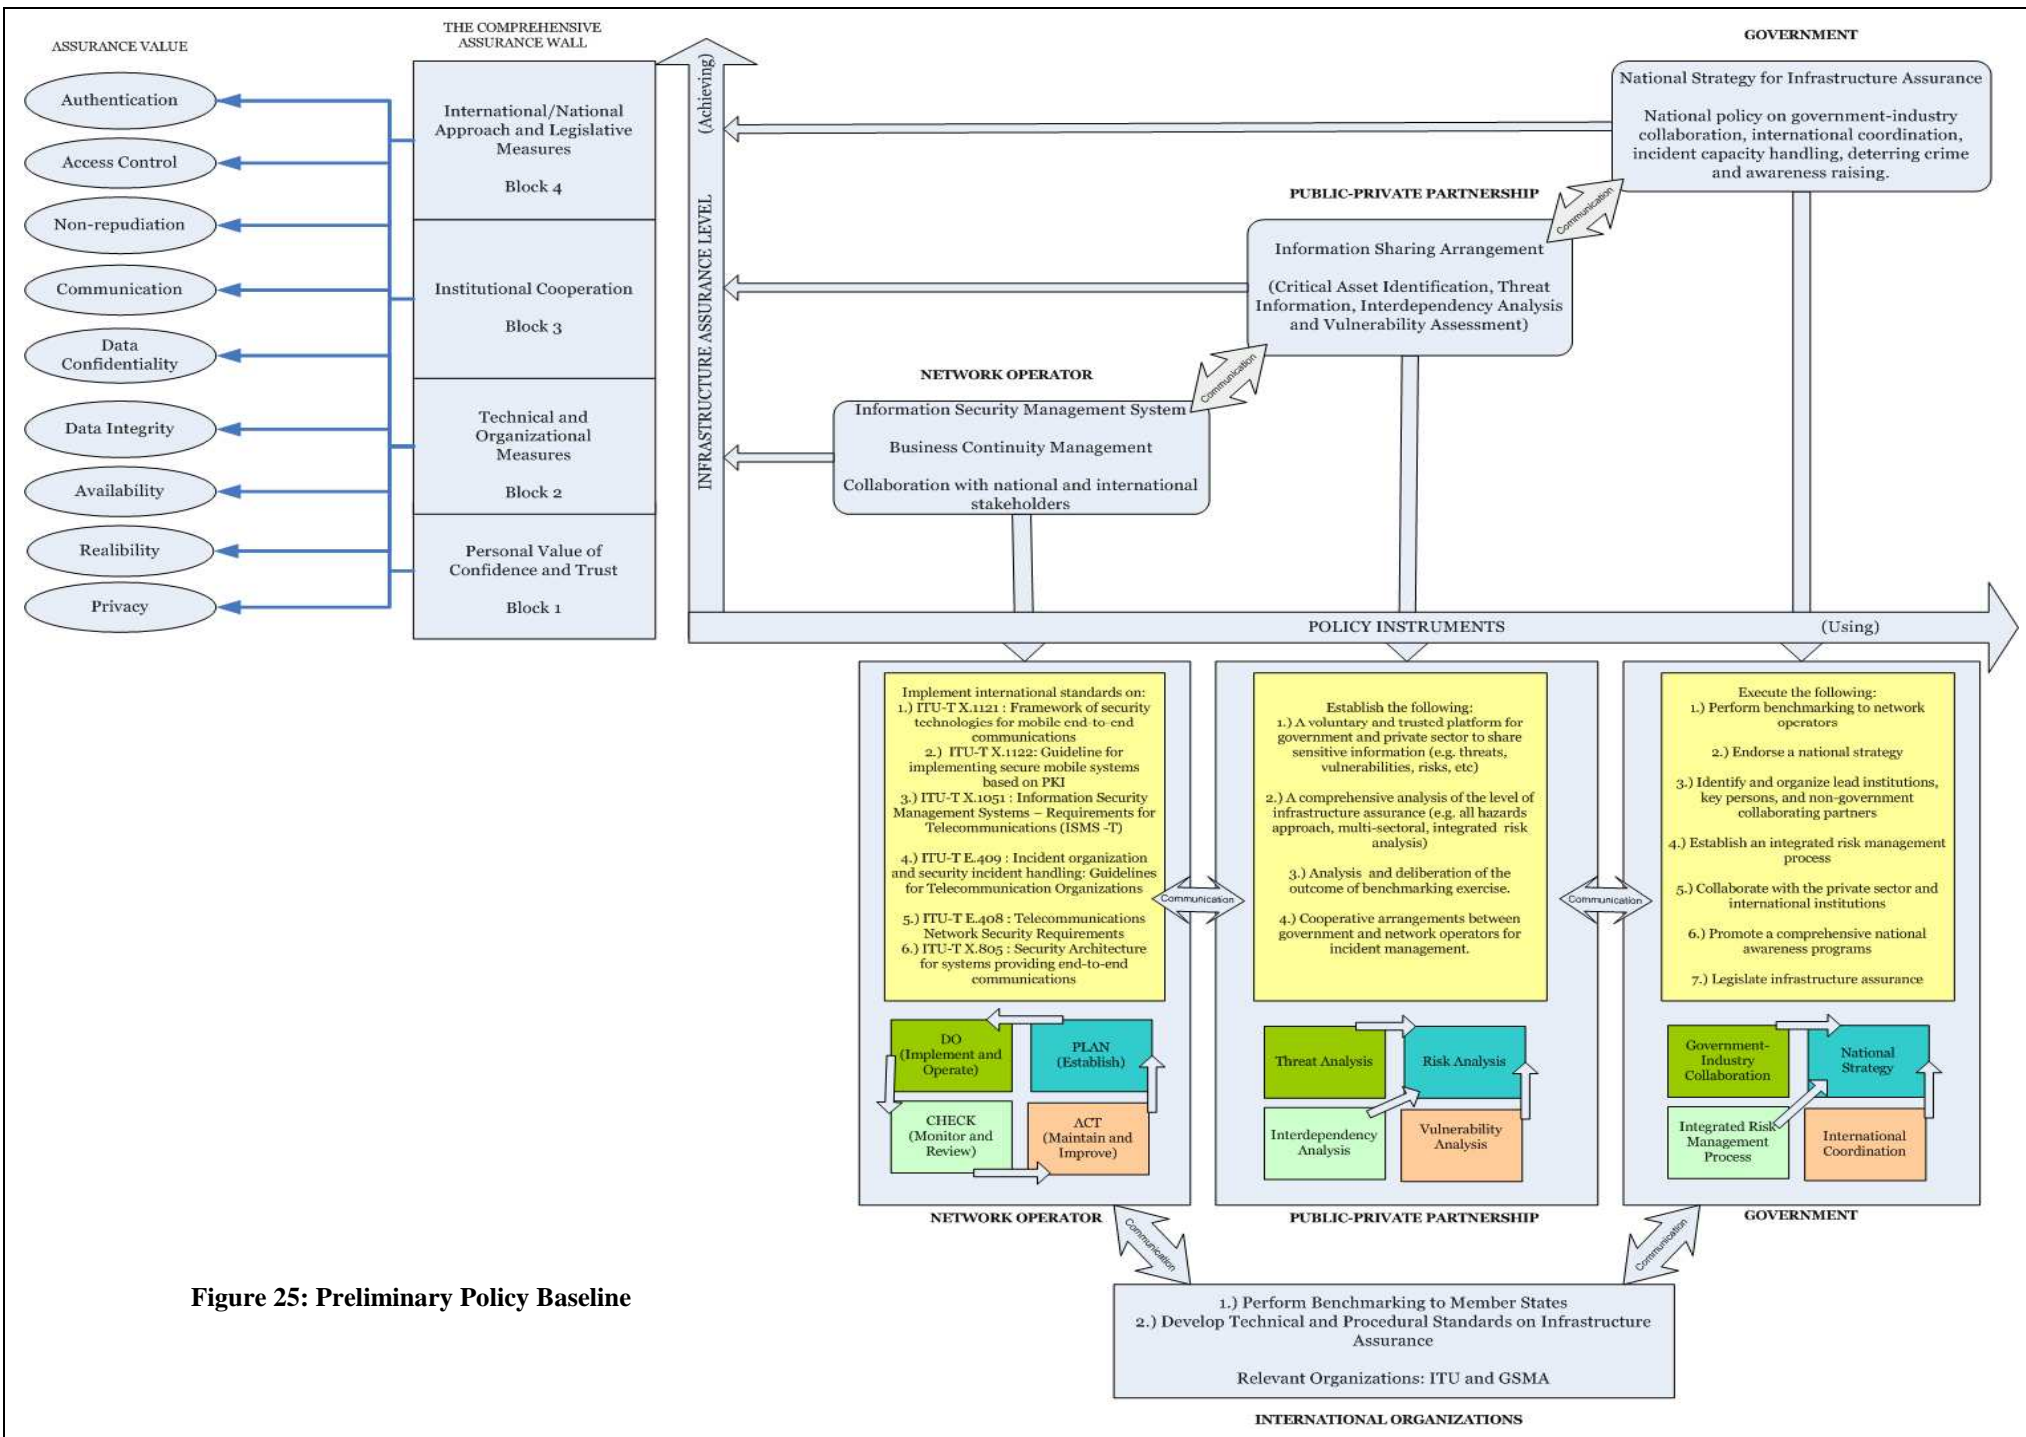 ASSURANCE VALUE
Authentication
Access Control
Non-repudiation
Communication
Data
Confidentiality
Data Integrity
Availability
Realibility
Privacy
THE COMPREHENSIVE
ASSURANCE WALL
International/National
Approach and Legislative
Measures
Block 4
Institutional Cooperation
Block 3
Technical and
Organizational
Measures
Block 2
Personal Value of
Confidence and Trust
Block 1
INFRASTRUCTURE ASSURANCE LEVEL (Achieving)
GOVERNMENT
National Strategy for Infrastructure Assurance
National policy on government-industry
collaboration, international coordination,
incident capacity handling, deterring crime
and awareness raising.
Communication
PUBLIC-PRIVATE PARTNERSHIP
Information Sharing Arrangement
(Critical Asset Identification, Threat
Information, Interdependency Analysis
and Vulnerability Assessment)
Communication
NETWORK OPERATOR
Information Security Management System
Business Continuity Management
Collaboration with national and international
stakeholders
POLICY INSTRUMENTS (Using)
Implement international standards on:
1.) ITU-T X.1121 : Framework of security
technologies for mobile end-to-end
communications
2.) ITU-T X.1122: Guideline for
implementing secure mobile systems
based on PKI
3.) ITU-T X.1051 : Information Security
Management Systems – Requirements for
Telecommunications (ISMS -T)
4.) ITU-T E.409 : Incident organization
and security incident handling: Guidelines
for Telecommunication Organizations
5.) ITU-T E.408 : Telecommunications
Network Security Requirements
6.) ITU-T X.805 : Security Architecture
for systems providing end-to-end
communications
DO
(Implement and
Operate)
PLAN
(Establish)
CHECK
(Monitor and
Review)
ACT
(Maintain and
Improve)
NETWORK OPERATOR
Communication
Establish the following:
1.) A voluntary and trusted platform for
government and private sector to share
sensitive information (e.g. threats,
vulnerabilities, risks, etc)
2.) A comprehensive analysis of the level of
infrastructure assurance (e.g. all hazards
approach, multi-sectoral, integrated risk
analysis)
3.) Analysis and deliberation of the
outcome of benchmarking exercise.
4.) Cooperative arrangements between
government and network operators for
incident management.
Threat Analysis
Risk Analysis
Interdependency
Analysis
Vulnerability
Analysis
PUBLIC-PRIVATE PARTNERSHIP
Communication
Execute the following:
1.) Perform benchmarking to network
operators
2.) Endorse a national strategy
3.) Identify and organize lead institutions,
key persons, and non-government
collaborating partners
4.) Establish an integrated risk management
process
5.) Collaborate with the private sector and
international institutions
6.) Promote a comprehensive national
awareness programs
7.) Legislate infrastructure assurance
Government-
Industry
Collaboration
National
Strategy
Integrated Risk
Management
Process
International
Coordination
GOVERNMENT
Communication
Communication
1.) Perform Benchmarking to Member States
2.) Develop Technical and Procedural Standards on Infrastructure
Assurance
Relevant Organizations: ITU and GSMA
INTERNATIONAL ORGANIZATIONS
Figure 25: Preliminary Policy Baseline